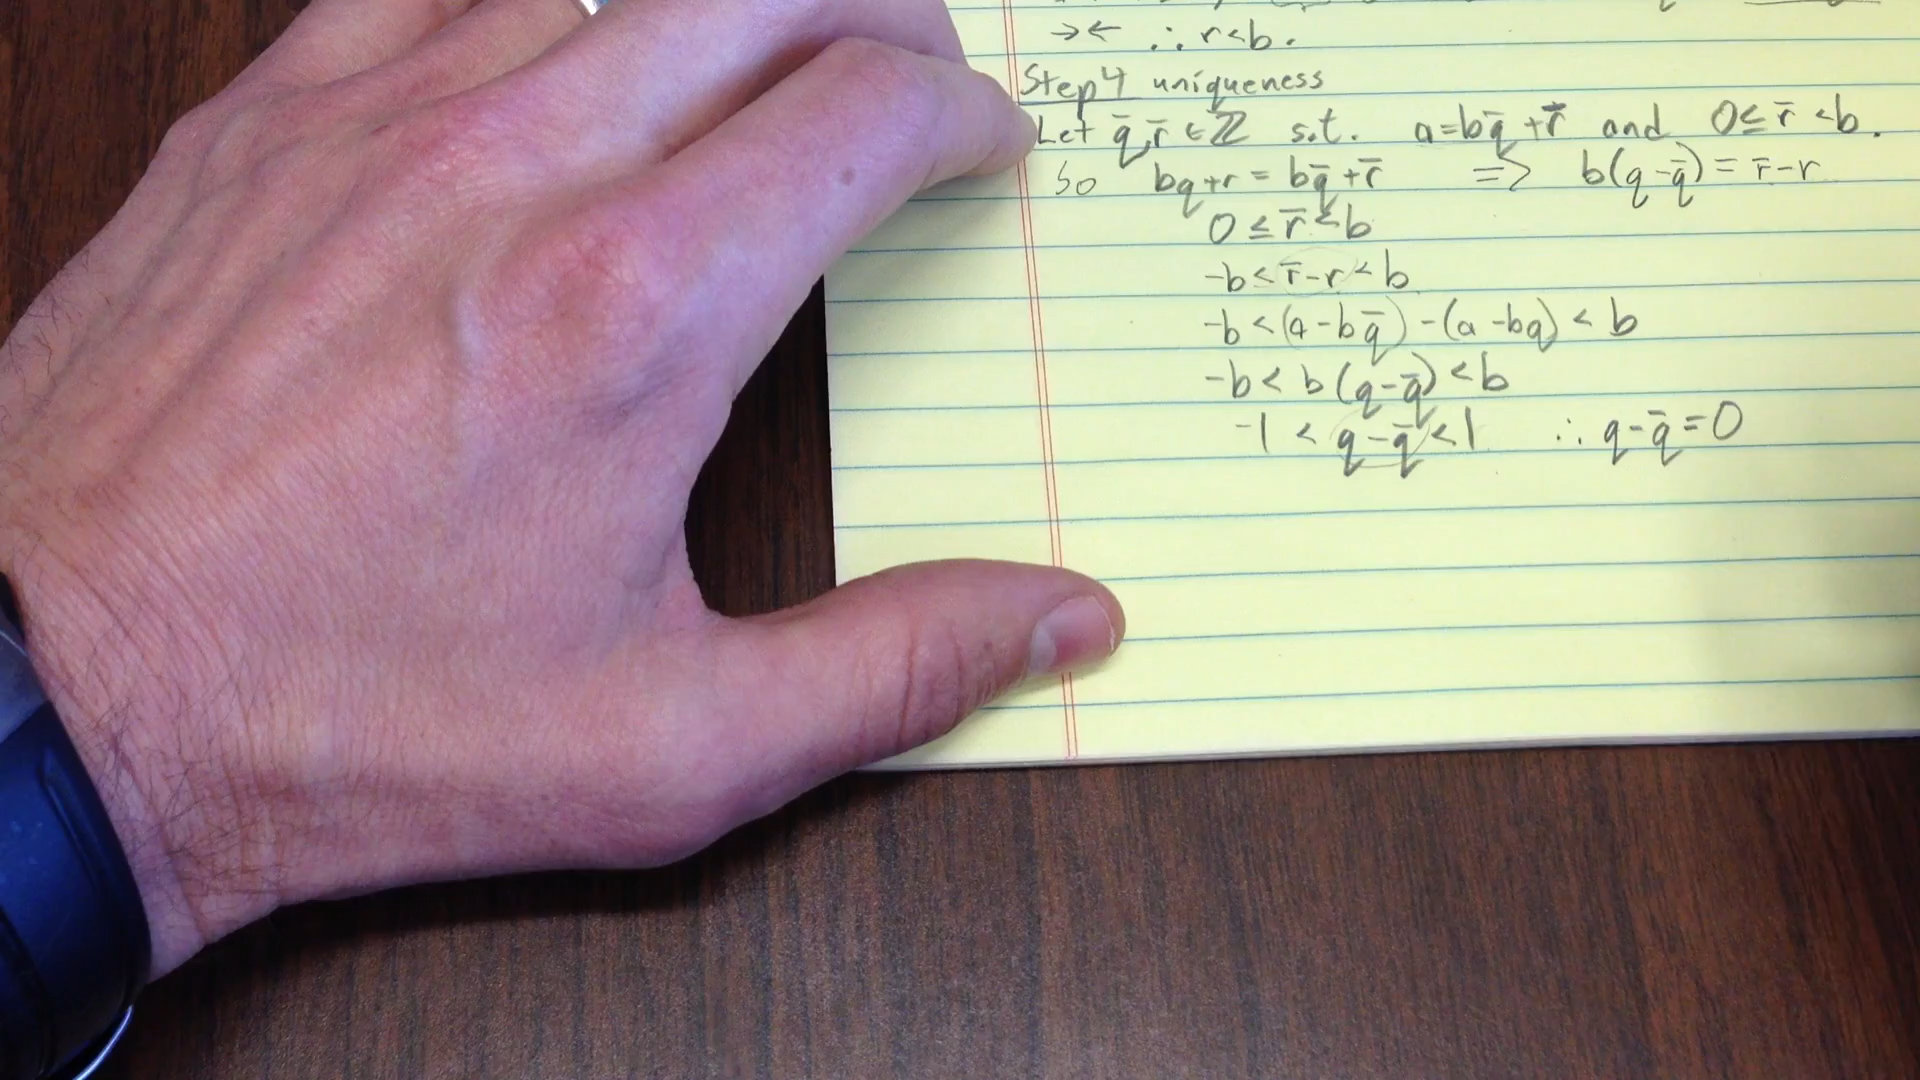 →← ∴ r<b.
Step 4 uniqueness
Let q̄, r̄ ∈ ℤ s.t. a=bq̄+r̄ and 0≤r̄<b.
So bq+r = bq̄+r̄ => b(q-q̄) = r̄-r
0 ≤ r̄ < b
-b < r̄-r < b
-b < (a-bq̄) - (a-bq) < b
-b < b(q-q̄) < b
-1 < q-q̄ < 1 ∴ q-q̄=0